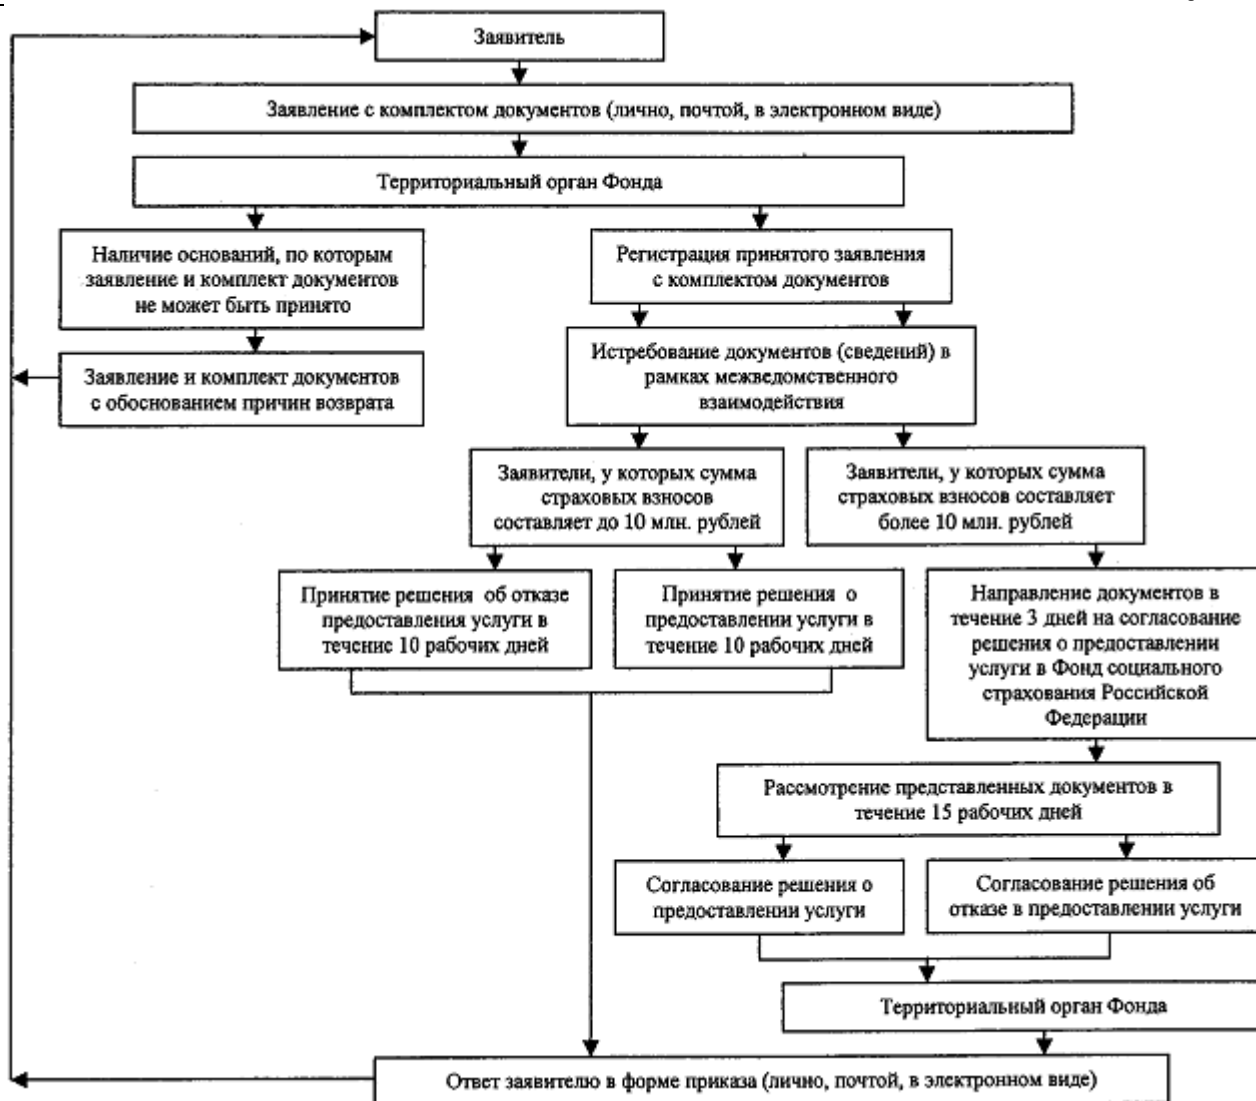 Заявитель
Заявление с комплектом документов (лично, почтой, в электронном виде)
Территориальный орган Фонда
Наличие оснований, по которым
заявление и комплект документов
не может быть принято
Регистрация принятого заявления
с комплектом документов
Заявление и комплект документов
с обоснованием причин возврата
Истребование документов (сведений) в
рамках межведомственного
взаимодействия
Заявители, у которых сумма
страховых взносов
составляет до 10 млн. рублей
Заявители, у которых сумма
страховых взносов составляет
более 10 млн. рублей
Принятие решения об отказе
предоставления услуги в
течение 10 рабочих дней
Принятие решения о
предоставлении услуги в
течение 10 рабочих дней
Направление документов в
течение 3 дней на согласование
решения о предоставлении
услуги в Фонд социального
страхования Российской
Федерации
Рассмотрение представленных документов в
течение 15 рабочих дней
Согласование решения о
предоставлении услуги
Согласование решения об
отказе в предоставлении услуги
Территориальный орган Фонда
Ответ заявителю в форме приказа (лично, почтой, в электронном виде)